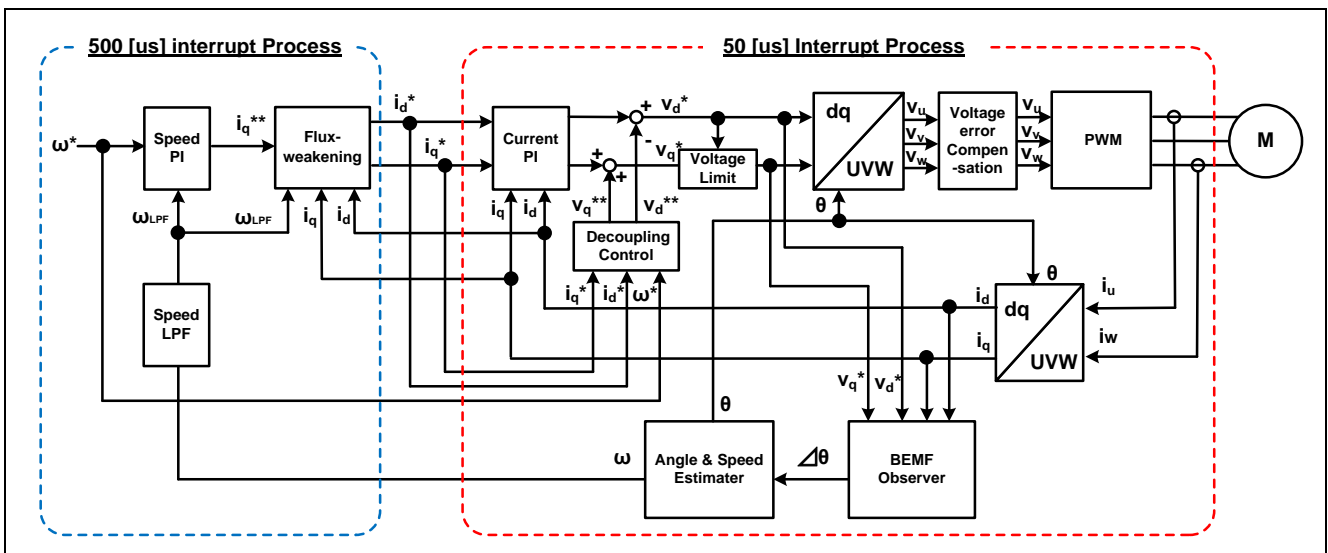 500 [us] interrupt Process
50 [us] Interrupt Process
ω*
Speed
PI
iq**
Flux-
weakening
id*
iq*
Current
PI
+
vd*
-
+
+
vq*
Voltage
Limit
dq
UVW
vu
vv
vw
Voltage
error
Compen
-sation
vu
vv
vw
PWM
M
ωLPF
ωLPF
iq
id
iq
id
vq**
vd**
Decoupling
Control
θ
θ
Speed
LPF
iq*
id*
ω*
id
iq
dq
UVW
iu
iw
vq*
vd*
θ
ω
Angle & Speed
Estimater
⊿θ
BEMF
Observer